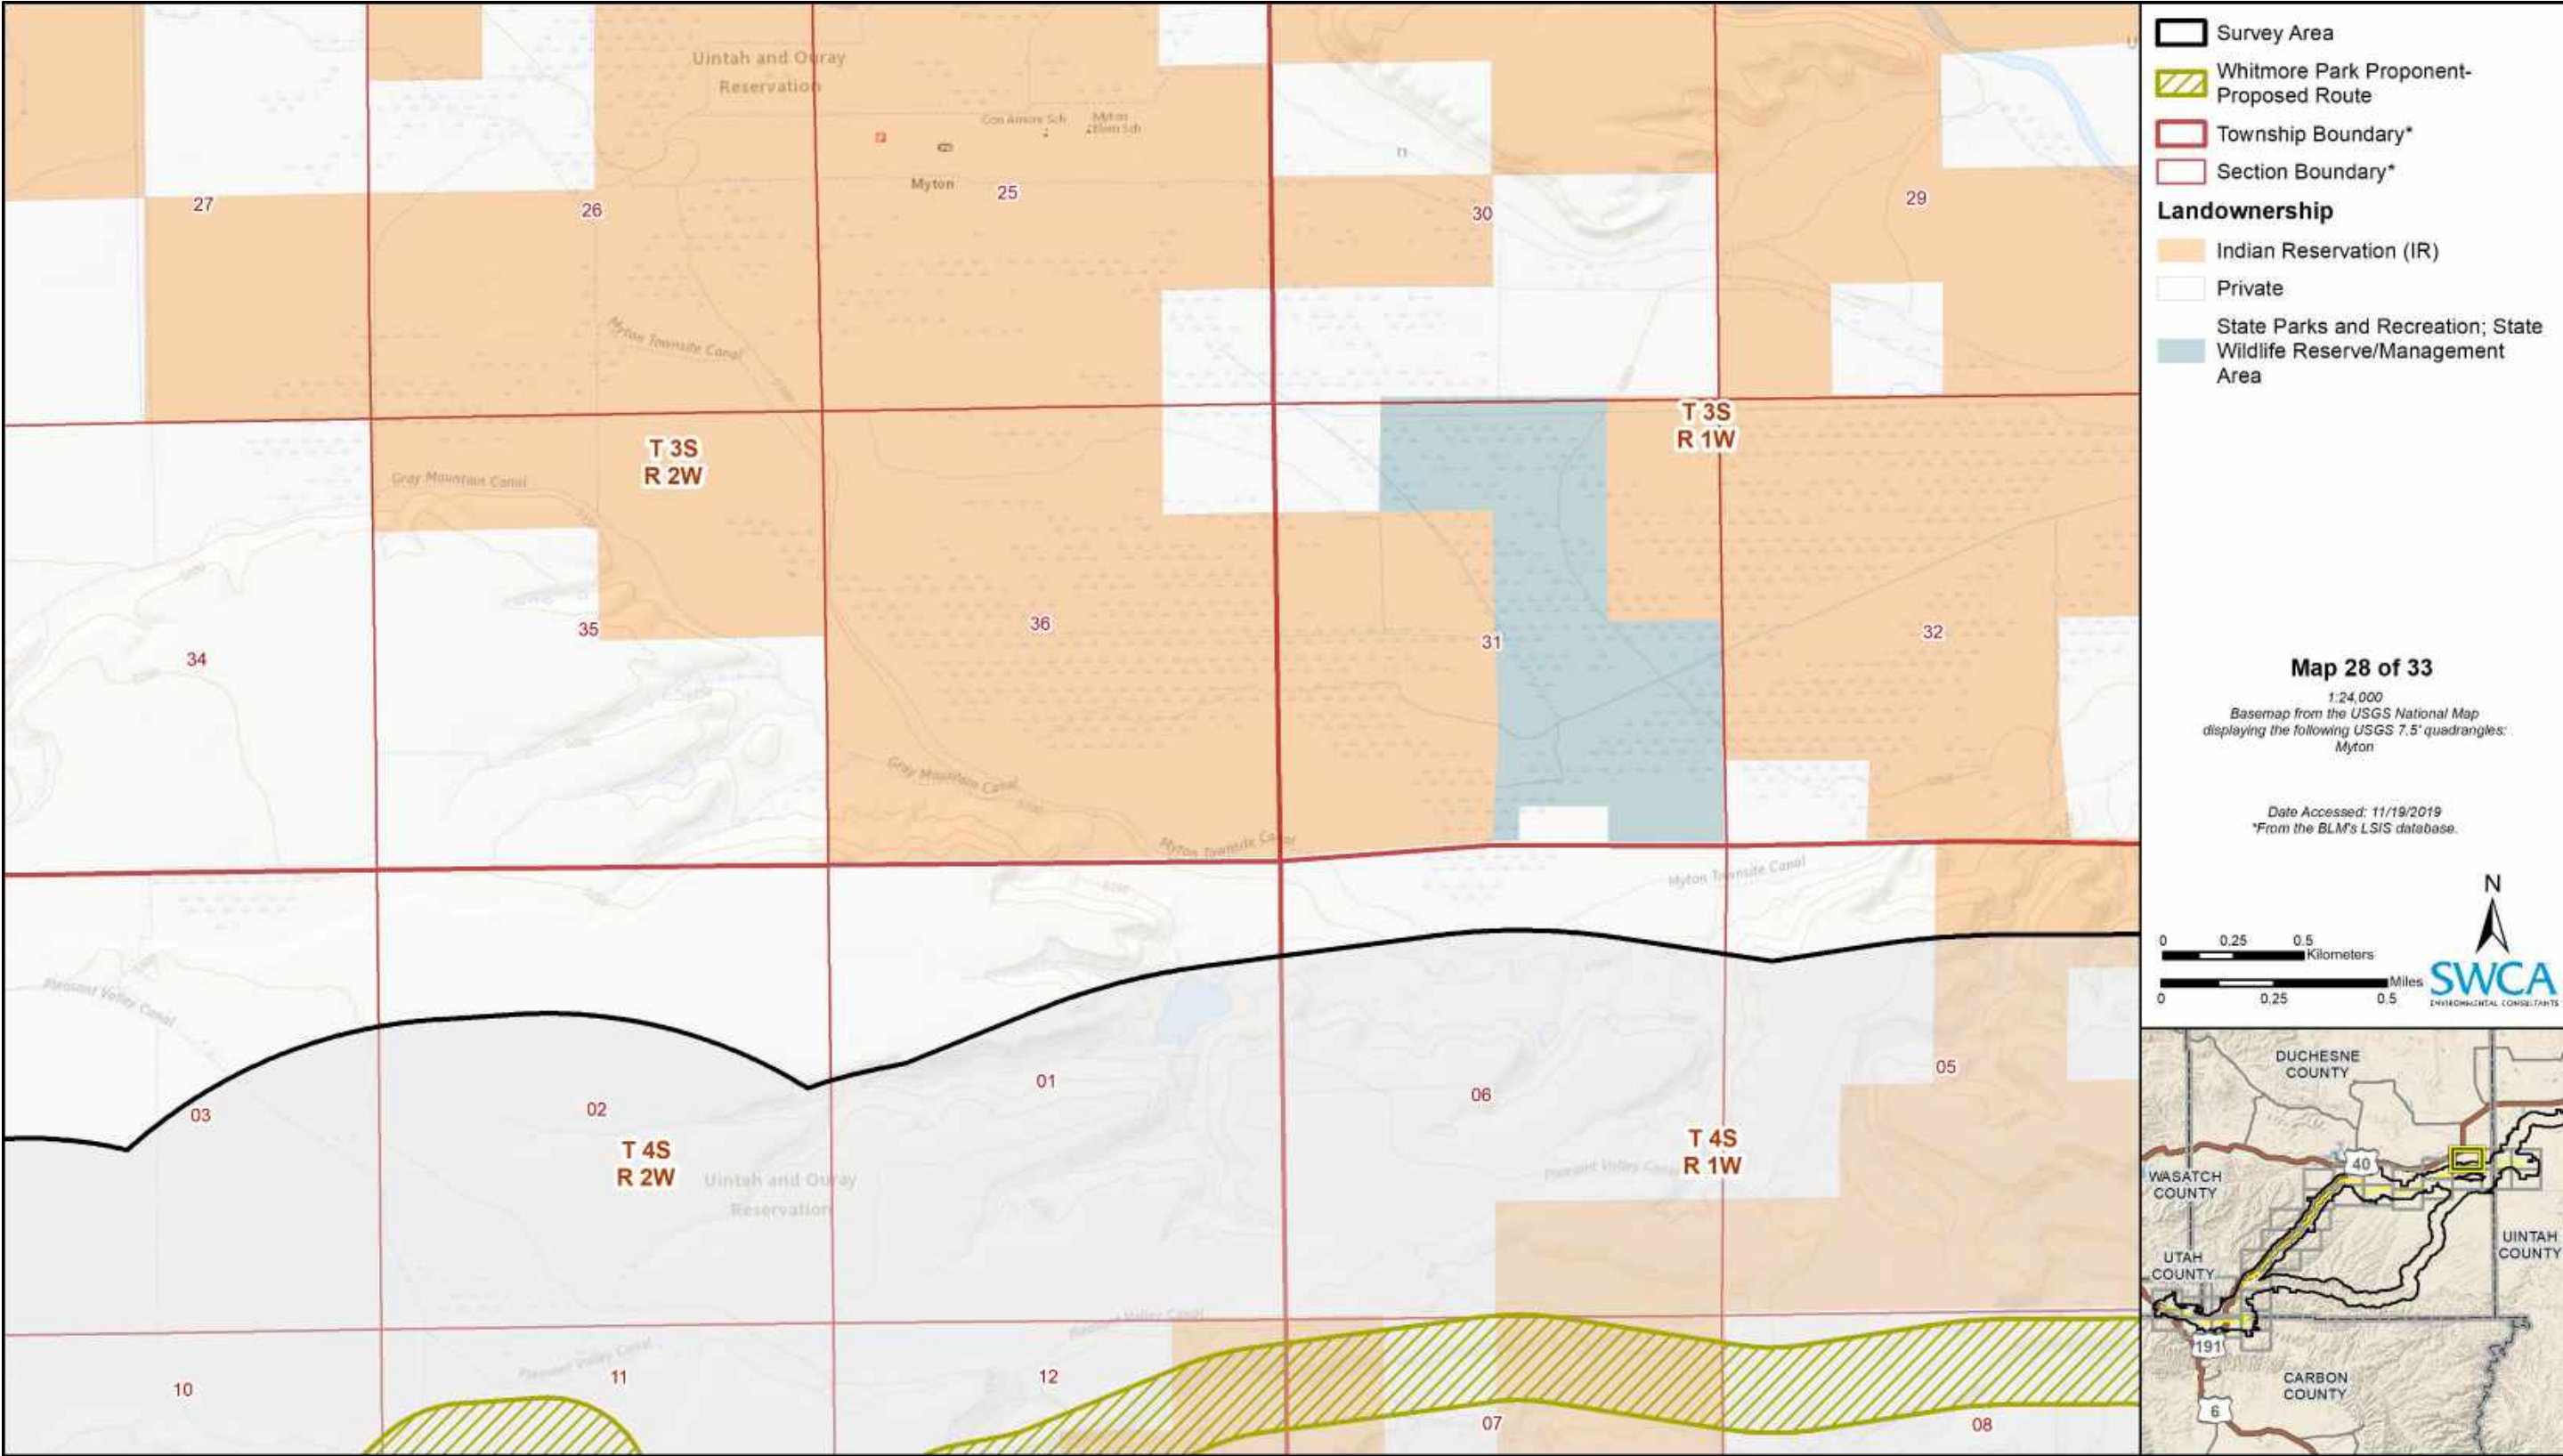 Uintah and Ouray
Reservation
Con Amore Sch
Myton
Elem Sch
Myton
27
26
25
30
29
Myton Townsite Canal
T 3S
R 2W
T 3S
R 1W
Gray Mountain Canal
34
35
36
31
32
Gray Mountain Canal
Myton Townsite Canal
Myton Townsite Canal
Pleasant Valley Canal
03
02
01
06
05
T 4S
R 2W
T 4S
R 1W
Uintah and Ouray
Reservation
Pleasant Valley Canal
Pleasant Valley Canal
Pleasant Valley Canal
10
11
12
07
08
Survey Area
Whitmore Park Proponent-
Proposed Route
Township Boundary*
Section Boundary*
Landownership
Indian Reservation (IR)
Private
State Parks and Recreation; State
Wildlife Reserve/Management
Area
Map 28 of 33
1:24,000
Basemap from the USGS National Map
displaying the following USGS 7.5' quadrangles:
Myton
Date Accessed: 11/19/2019
*From the BLM's LSIS database.
N
0 0.25 0.5
Kilometers
Miles
0 0.25 0.5
SWCA
ENVIRONMENTAL CONSULTANTS
DUCHESNE
COUNTY
40
WASATCH
COUNTY
UINTAH
COUNTY
UTAH
COUNTY
191
CARBON
COUNTY
6